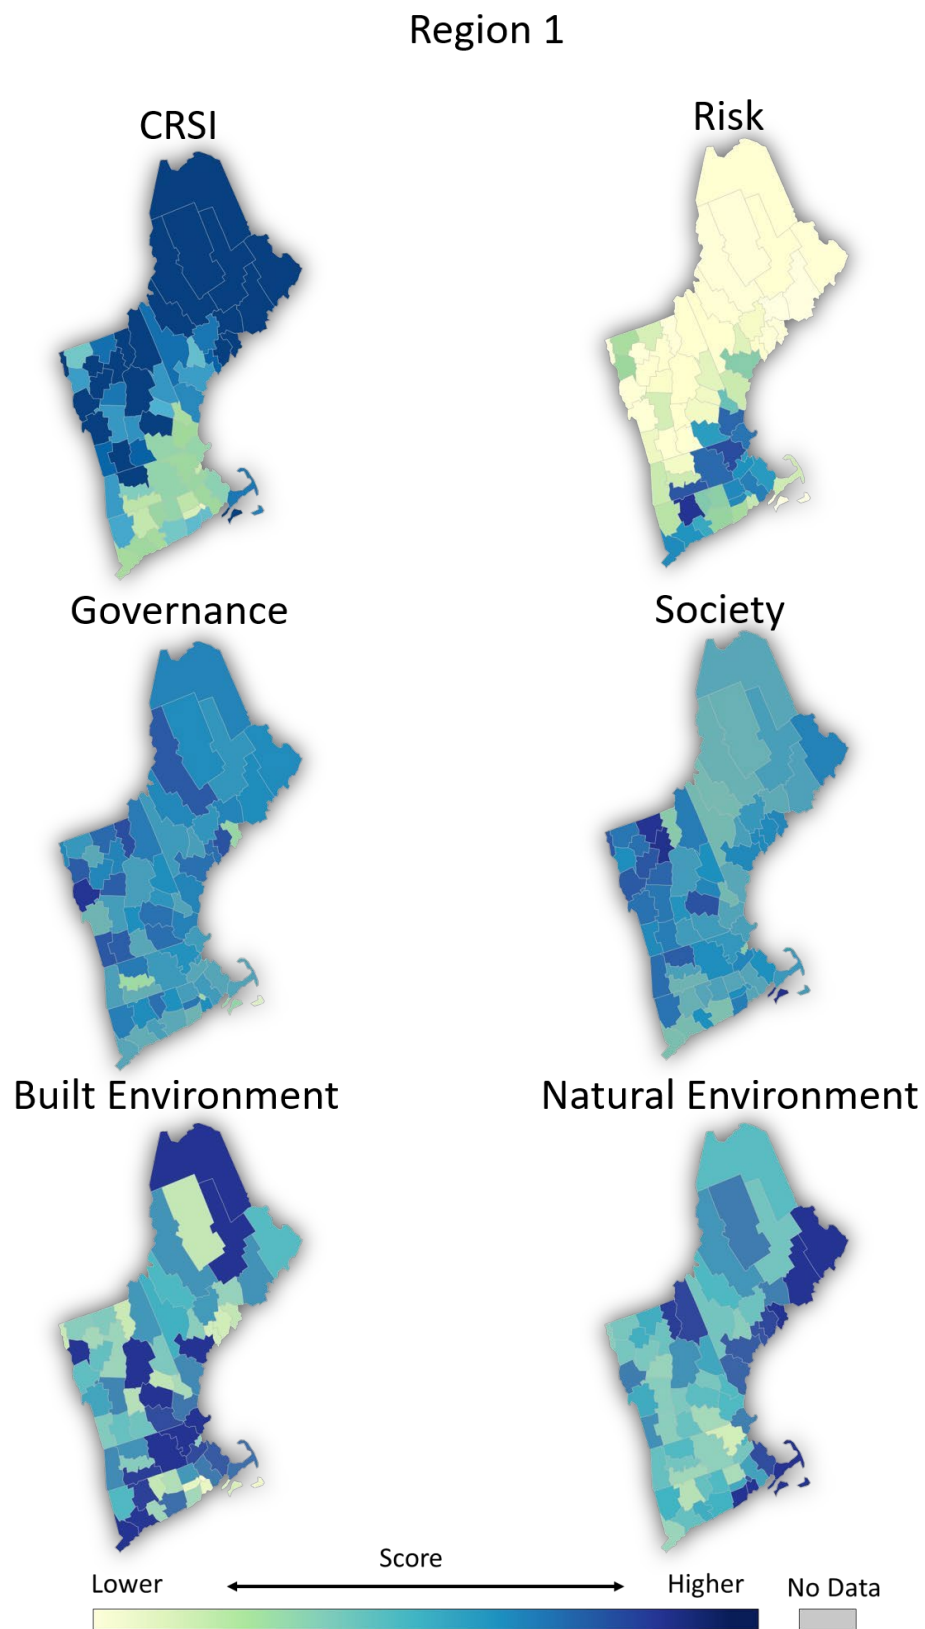 Region 1
CRSI
Risk
Governance
Society
Built Environment
Natural Environment
Score
Lower
Higher
No Data